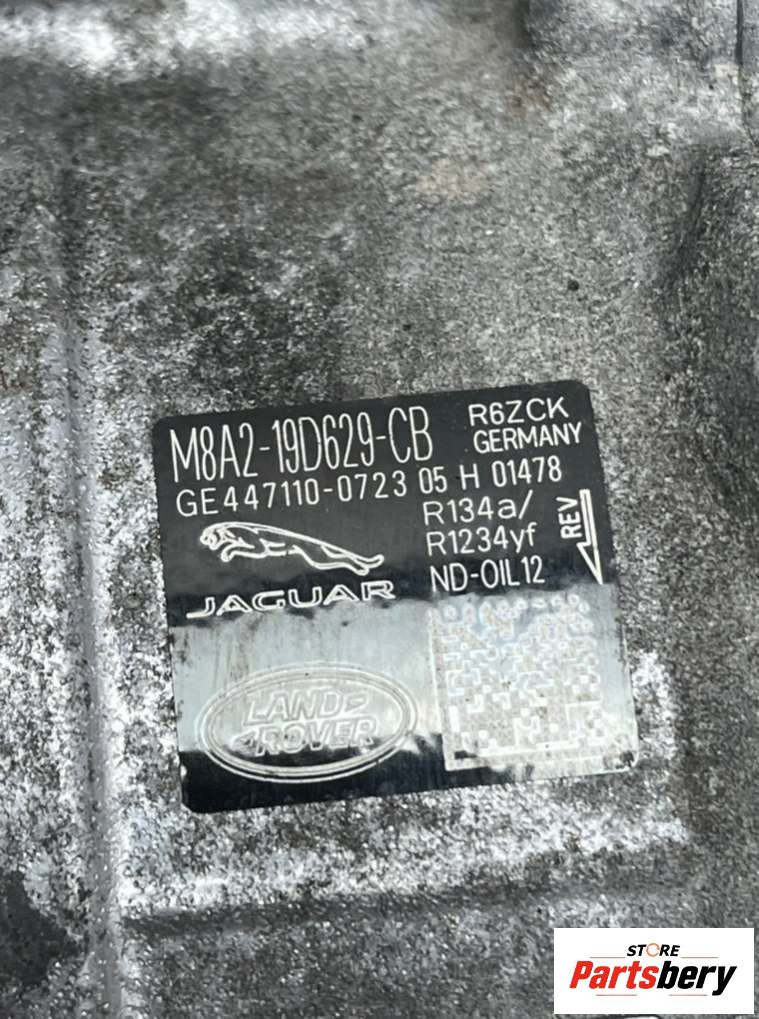 M8A2-19D629-CB
R6ZCK
GERMANY
GE447110-0723 05 H 01478
R134a/
R1234yf
ND-OIL12
REV
JAGUAR
LAND
ROVER
STORE
Partsbery